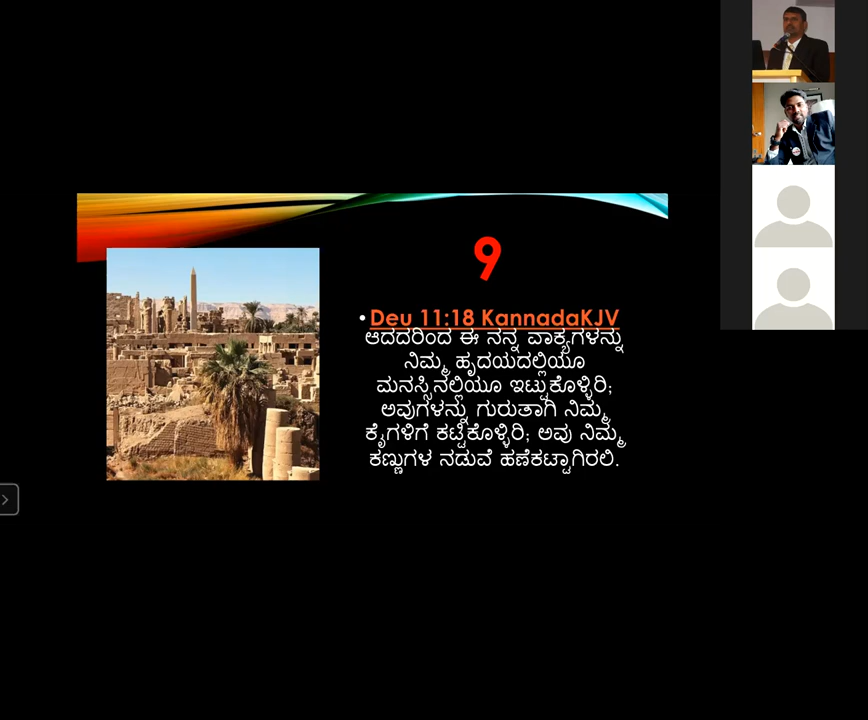 9
• Deu 11:18 KannadaKJV
ಆದದರಿಂದ ಈ ನನ್ನ ವಾಕ್ಯಗಳನ್ನು
ನಿಮ್ಮ ಹೃದಯದಲ್ಲಿಯೂ
ಮನಸ್ಸಿನಲ್ಲಿಯೂ ಇಟ್ಟುಕೊಳ್ಳಿರಿ;
ಅವುಗಳನ್ನು ಗುರುತಾಗಿ ನಿಮ್ಮ
ಕೈಗಳಿಗೆ ಕಟ್ಟಿಕೊಳ್ಳಿರಿ; ಅವು ನಿಮ್ಮ
ಕಣ್ಣುಗಳ ನಡುವೆ ಹಣೆಕಟ್ಟಾಗಿರಲಿ.